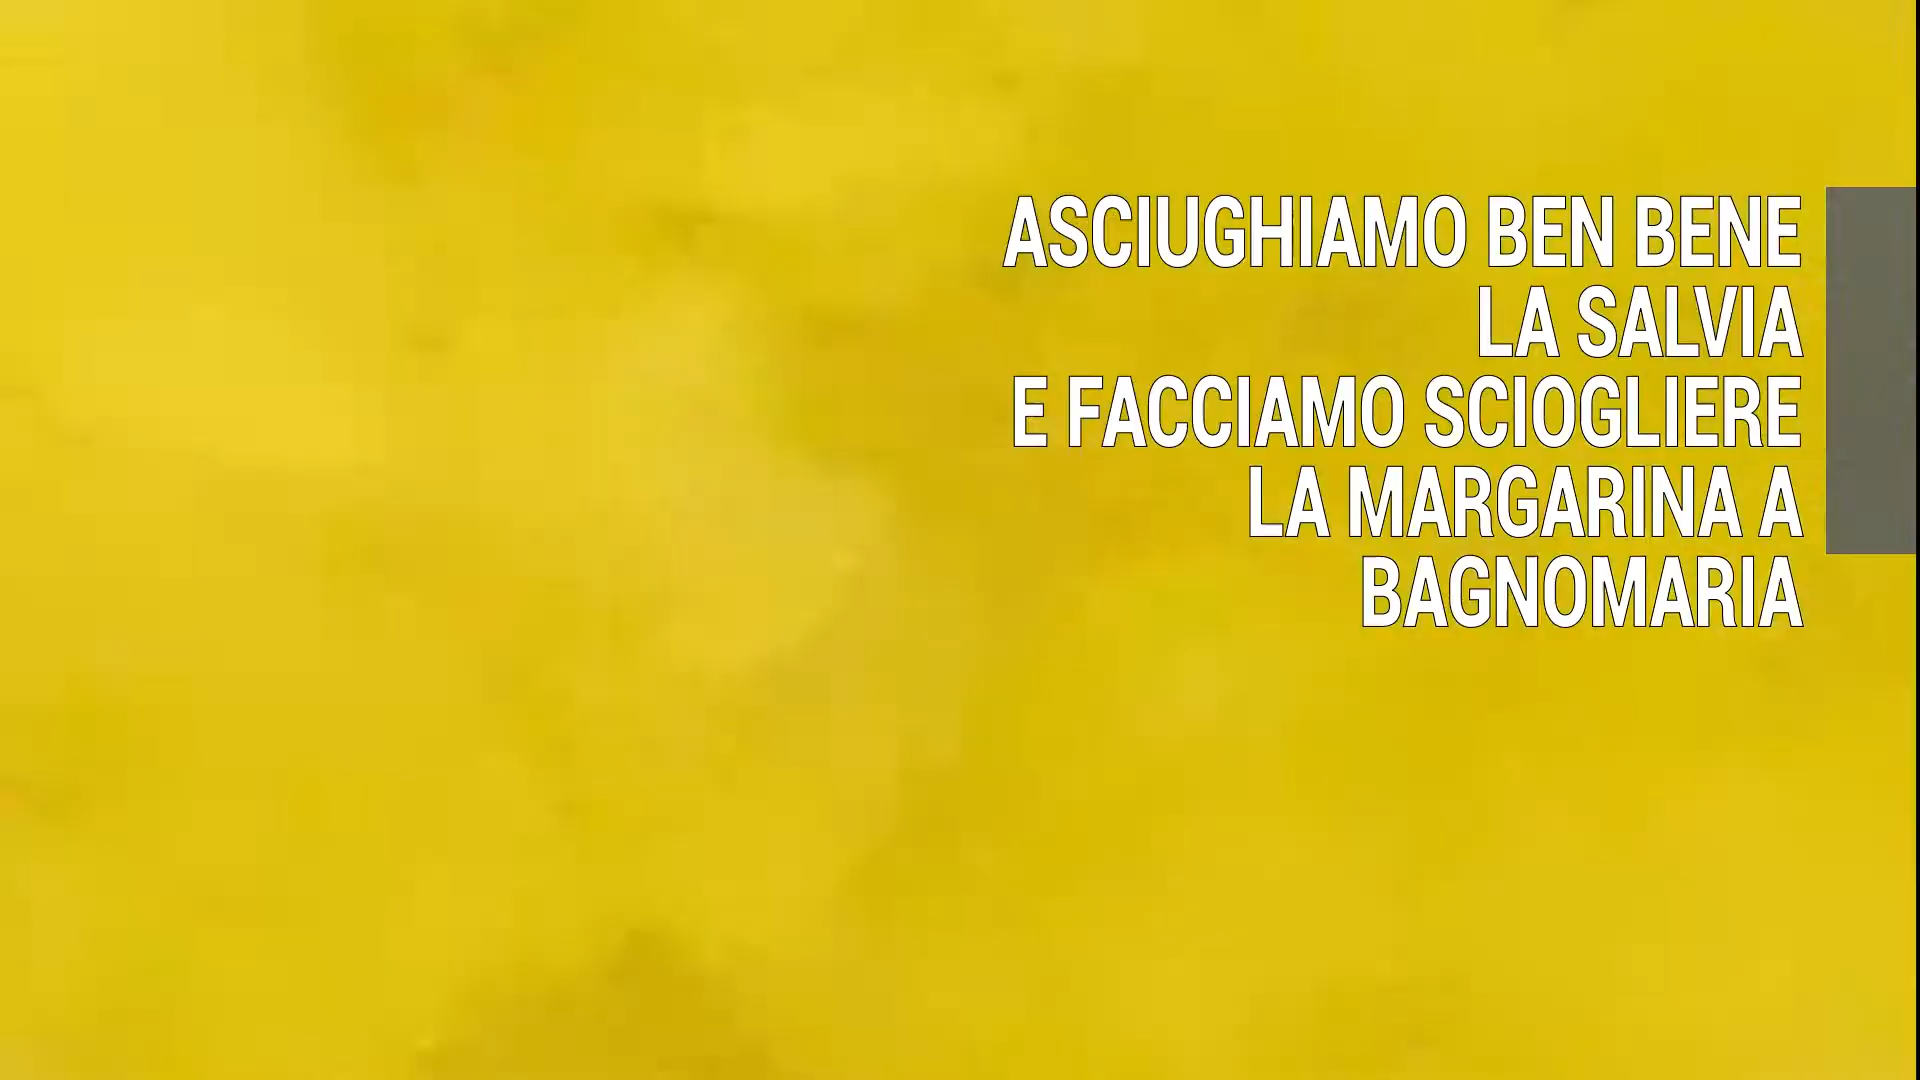 ASCIUGHIAMO BEN BENE
LA SALVIA
E FACCIAMO SCIOGLIERE
LA MARGARINA A
BAGNOMARIA